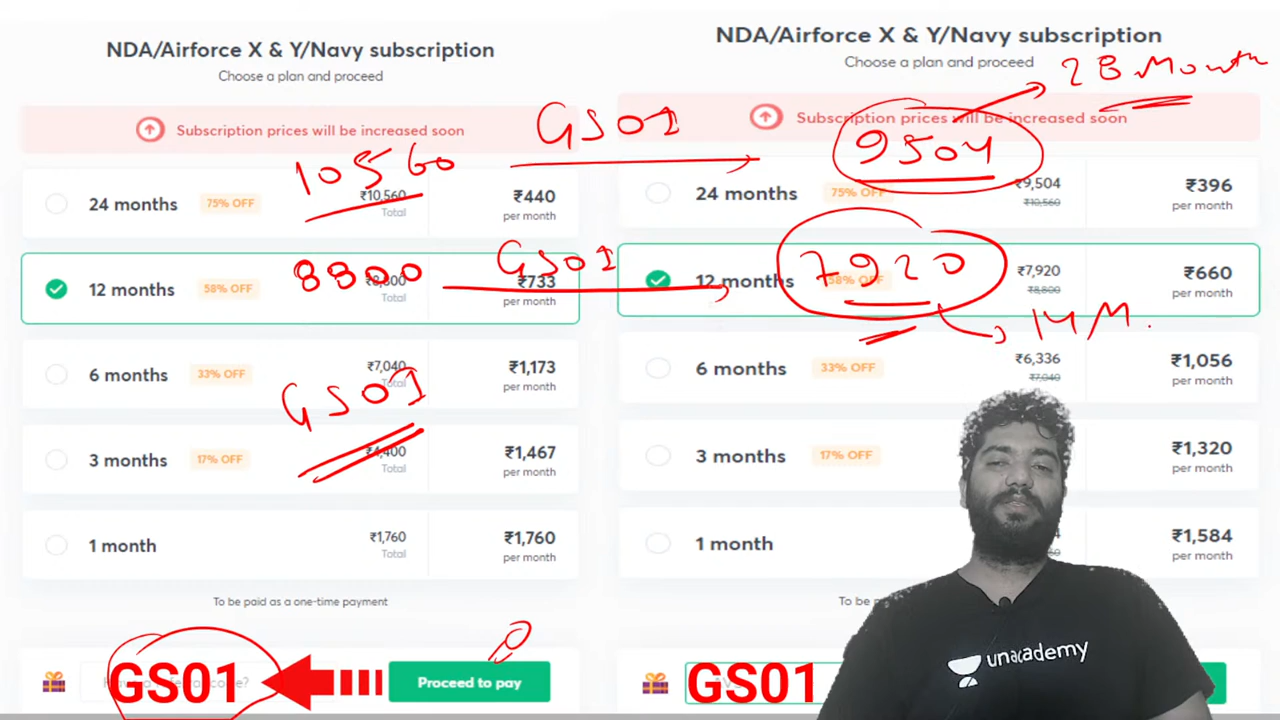 NDA/Airforce X & Y/Navy subscription
Choose a plan and proceed
Subscription prices will be increased soon
10560
GS01
24 months 75% OFF ₹10,560 Total ₹440 per month
8800
GS01
12 months 58% OFF ₹8,800 Total ₹733 per month
6 months 33% OFF ₹7,040 Total ₹1,173 per month
GS01
3 months 17% OFF ₹4,400 Total ₹1,467 per month
1 month ₹1,760 Total ₹1,760 per month
To be paid as a one-time payment
GS01
Proceed to pay
NDA/Airforce X & Y/Navy subscription
Choose a plan and proceed
28 Month
Subscription prices will be increased soon
9504
24 months 75% OFF ₹9,504 ₹10,560 ₹396 per month
7920
12 months 58% OFF ₹7,920 ₹8,800 ₹660 per month
14 M.
6 months 33% OFF ₹6,336 ₹7,040 ₹1,056 per month
3 months 17% OFF ₹1,320 per month
1 month ₹1,584 per month
To be
GS01
unacademy